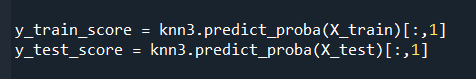 y_train_score = knn3.predict_proba(X_train)[:,1]
y_test_score = knn3.predict_proba(X_test)[:,1]